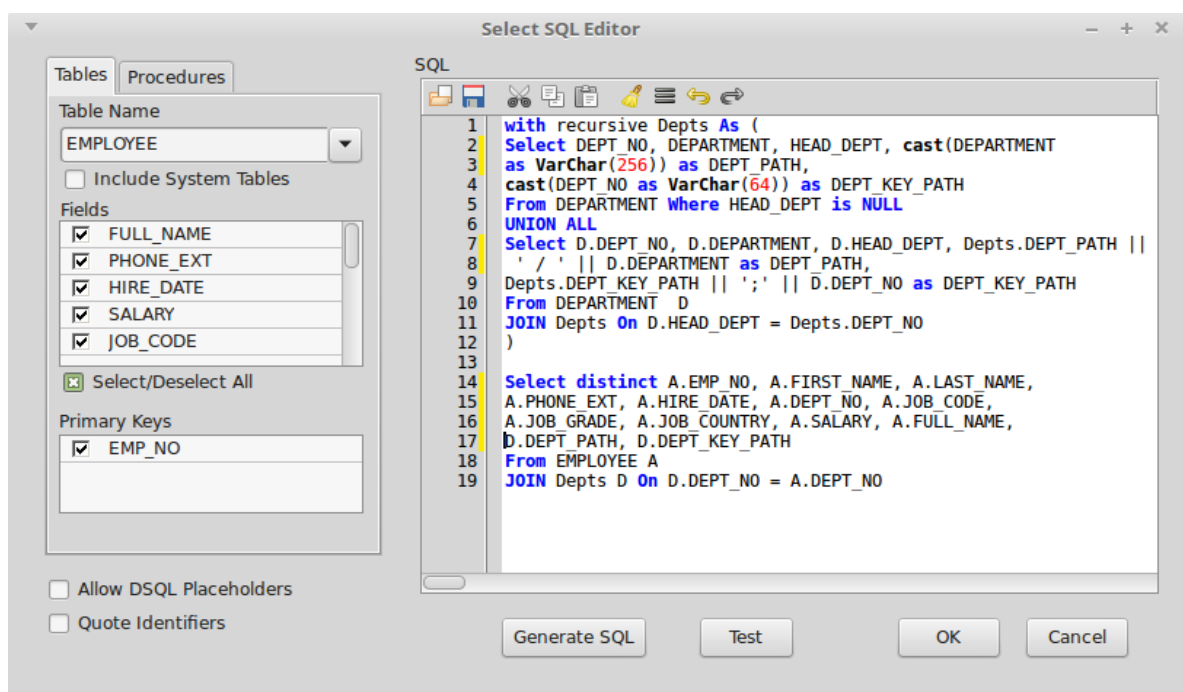 Select SQL Editor
Tables Procedures
Table Name
EMPLOYEE
Include System Tables
Fields
FULL_NAME
PHONE_EXT
HIRE_DATE
SALARY
JOB_CODE
Select/Deselect All
Primary Keys
EMP_NO
Allow DSQL Placeholders
Quote Identifiers
SQL
1 with recursive Depts As (
2 Select DEPT_NO, DEPARTMENT, HEAD_DEPT, cast(DEPARTMENT
3 as VarChar(256)) as DEPT_PATH,
4 cast(DEPT_NO as VarChar(64)) as DEPT_KEY_PATH
5 From DEPARTMENT Where HEAD_DEPT is NULL
6 UNION ALL
7 Select D.DEPT_NO, D.DEPARTMENT, D.HEAD_DEPT, Depts.DEPT_PATH ||
8 ' / ' || D.DEPARTMENT as DEPT_PATH,
9 Depts.DEPT_KEY_PATH || ';' || D.DEPT_NO as DEPT_KEY_PATH
10 From DEPARTMENT  D
11 JOIN Depts On D.HEAD_DEPT = Depts.DEPT_NO
12 )
13
14 Select distinct A.EMP_NO, A.FIRST_NAME, A.LAST_NAME,
15 A.PHONE_EXT, A.HIRE_DATE, A.DEPT_NO, A.JOB_CODE,
16 A.JOB_GRADE, A.JOB_COUNTRY, A.SALARY, A.FULL_NAME,
17 D.DEPT_PATH, D.DEPT_KEY_PATH
18 From EMPLOYEE A
19 JOIN Depts D On D.DEPT_NO = A.DEPT_NO
Generate SQL Test OK Cancel